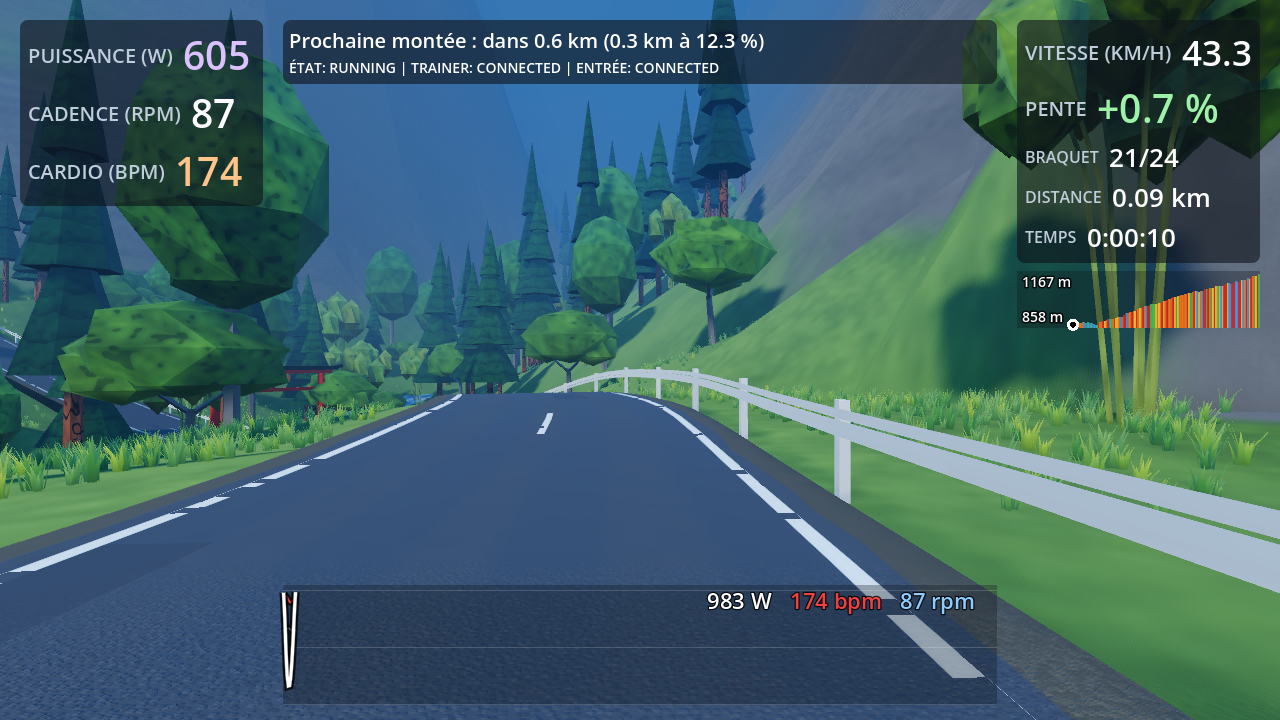 PUISSANCE (W) 605
CADENCE (RPM) 87
CARDIO (BPM) 174
Prochaine montée : dans 0.6 km (0.3 km à 12.3 %)
ÉTAT: RUNNING | TRAINER: CONNECTED | ENTRÉE: CONNECTED
VITESSE (KM/H) 43.3
PENTE +0.7 %
BRAQUET 21/24
DISTANCE 0.09 km
TEMPS 0:00:10
1167 m
858 m
983 W 174 bpm 87 rpm